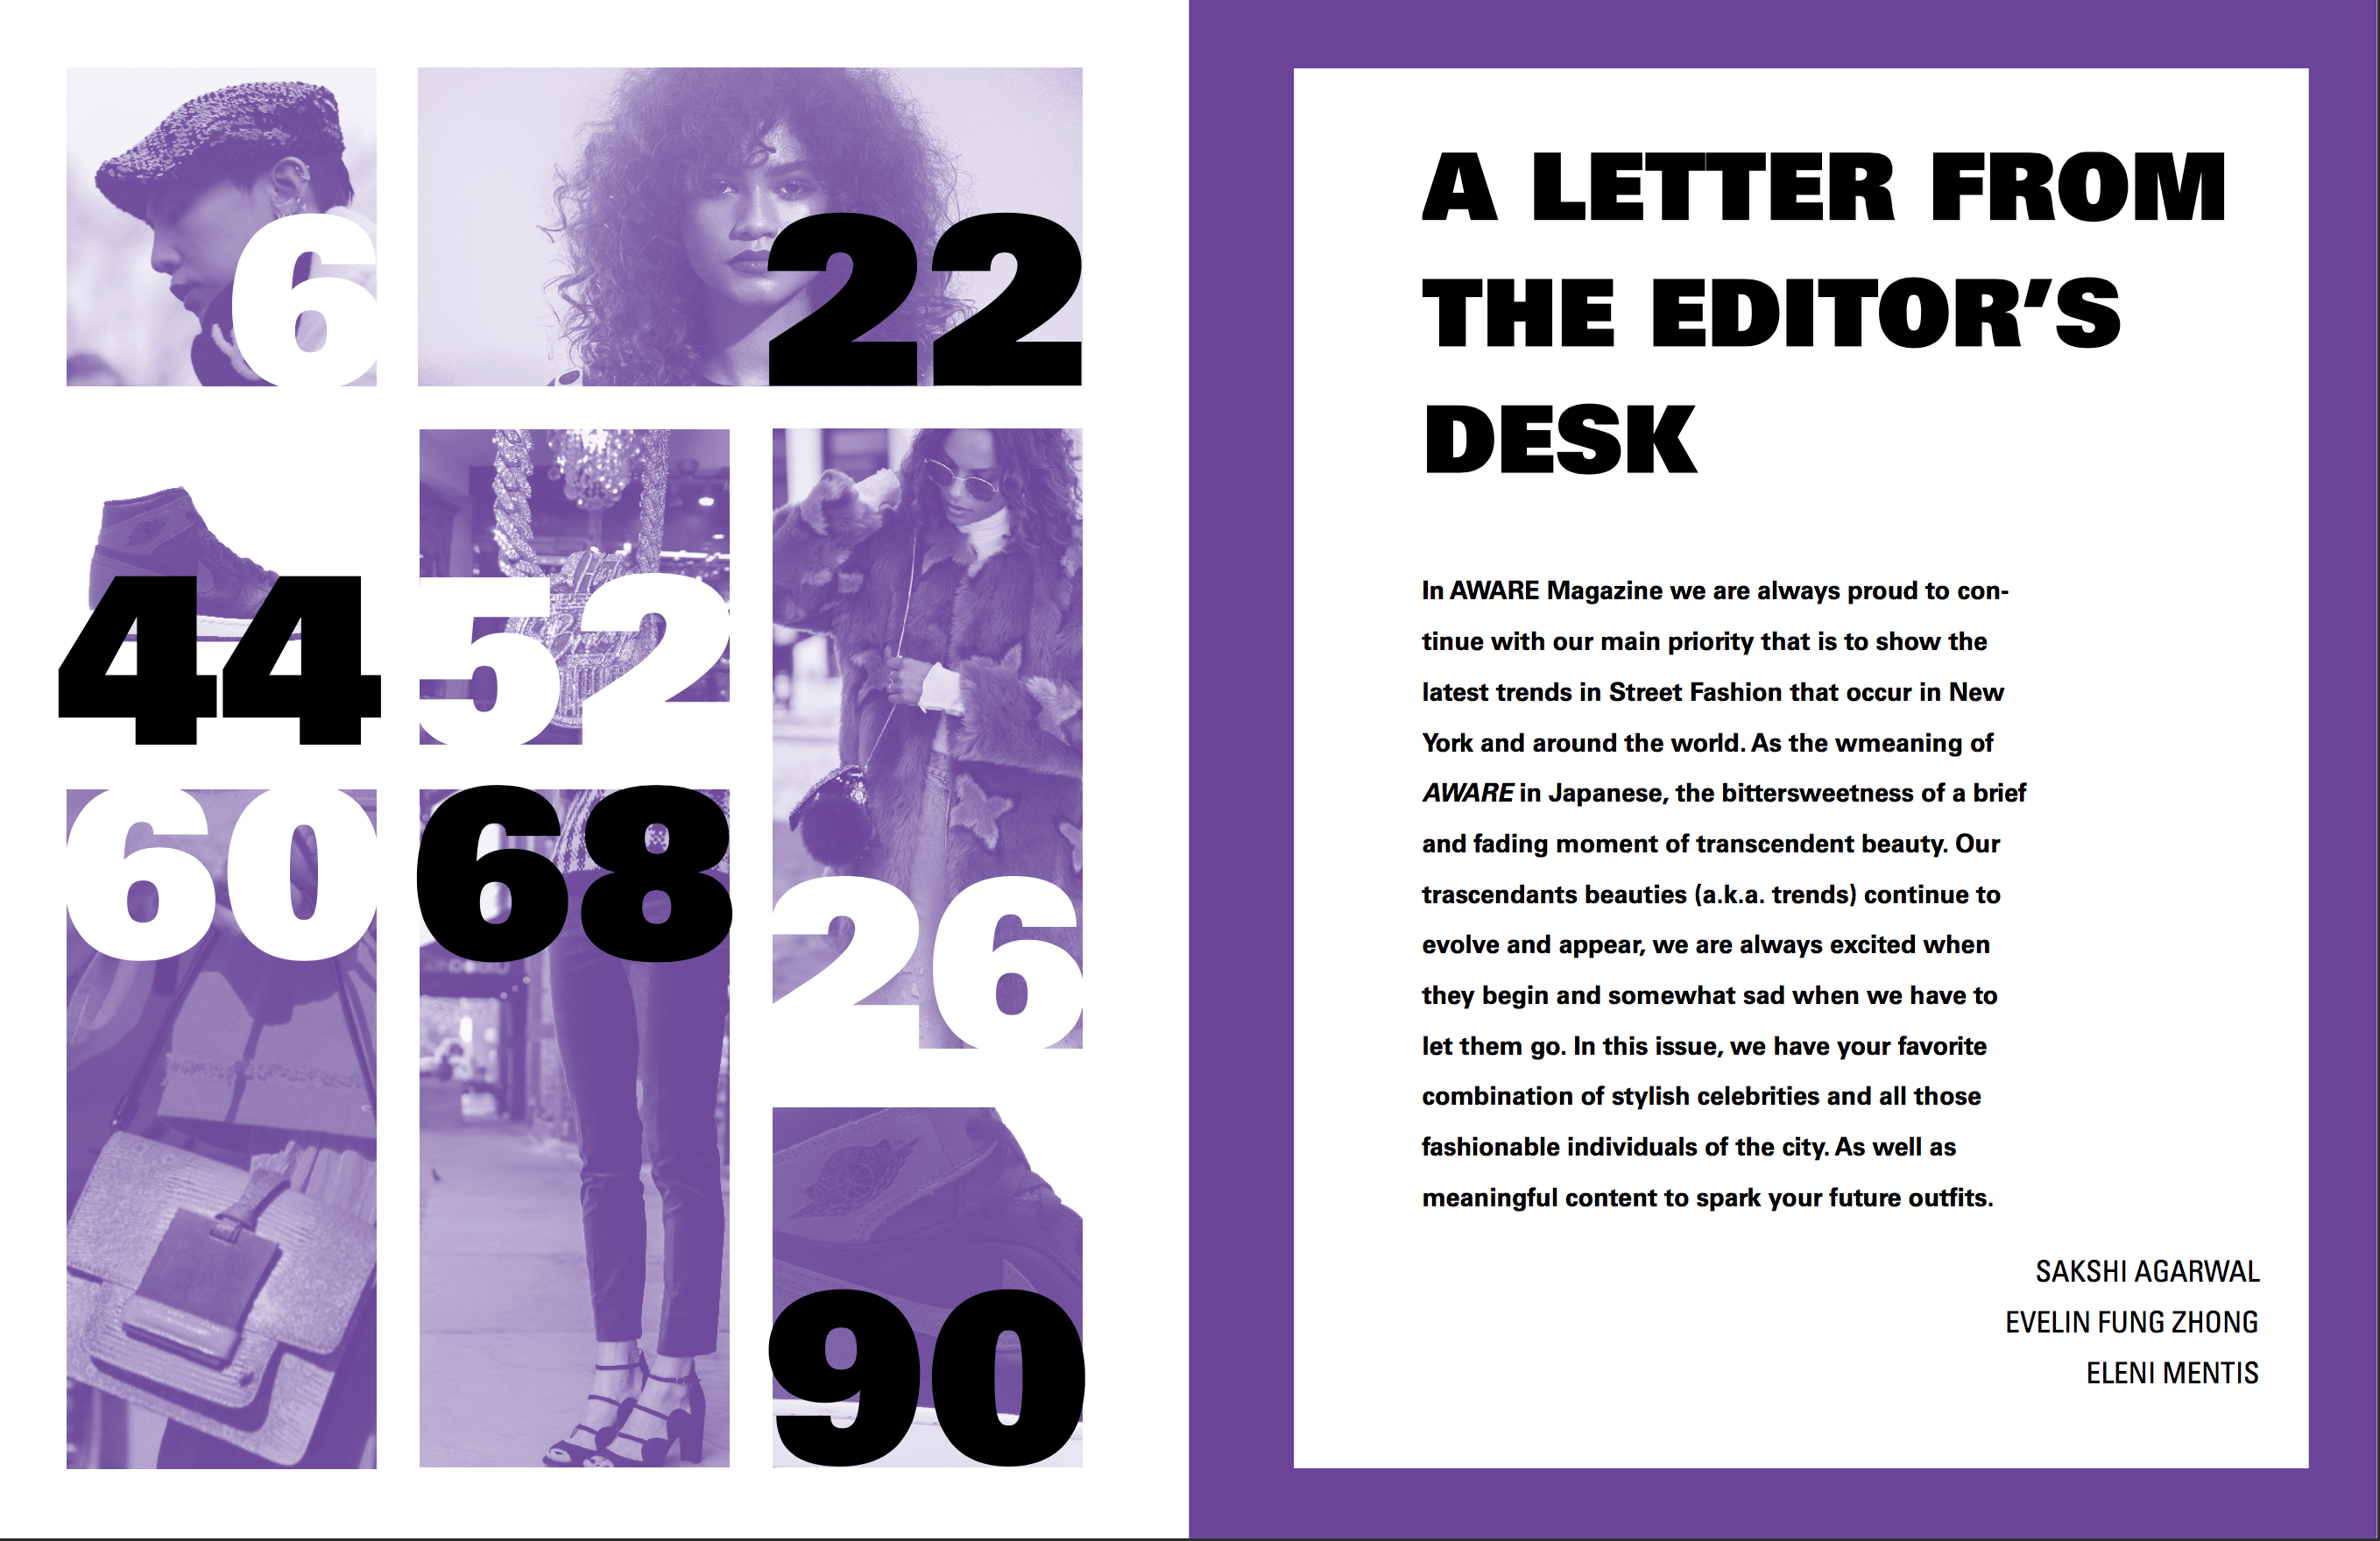 6
22
44
52
26
60
68
90
A LETTER FROM
THE EDITOR’S
DESK
In AWARE Magazine we are always proud to con-
tinue with our main priority that is to show the
latest trends in Street Fashion that occur in New
York and around the world. As the wmeaning of
AWARE in Japanese, the bittersweetness of a brief
and fading moment of transcendent beauty. Our
trascendants beauties (a.k.a. trends) continue to
evolve and appear, we are always excited when
they begin and somewhat sad when we have to
let them go. In this issue, we have your favorite
combination of stylish celebrities and all those
fashionable individuals of the city. As well as
meaningful content to spark your future outfits.
SAKSHI AGARWAL
EVELIN FUNG ZHONG
ELENI MENTIS